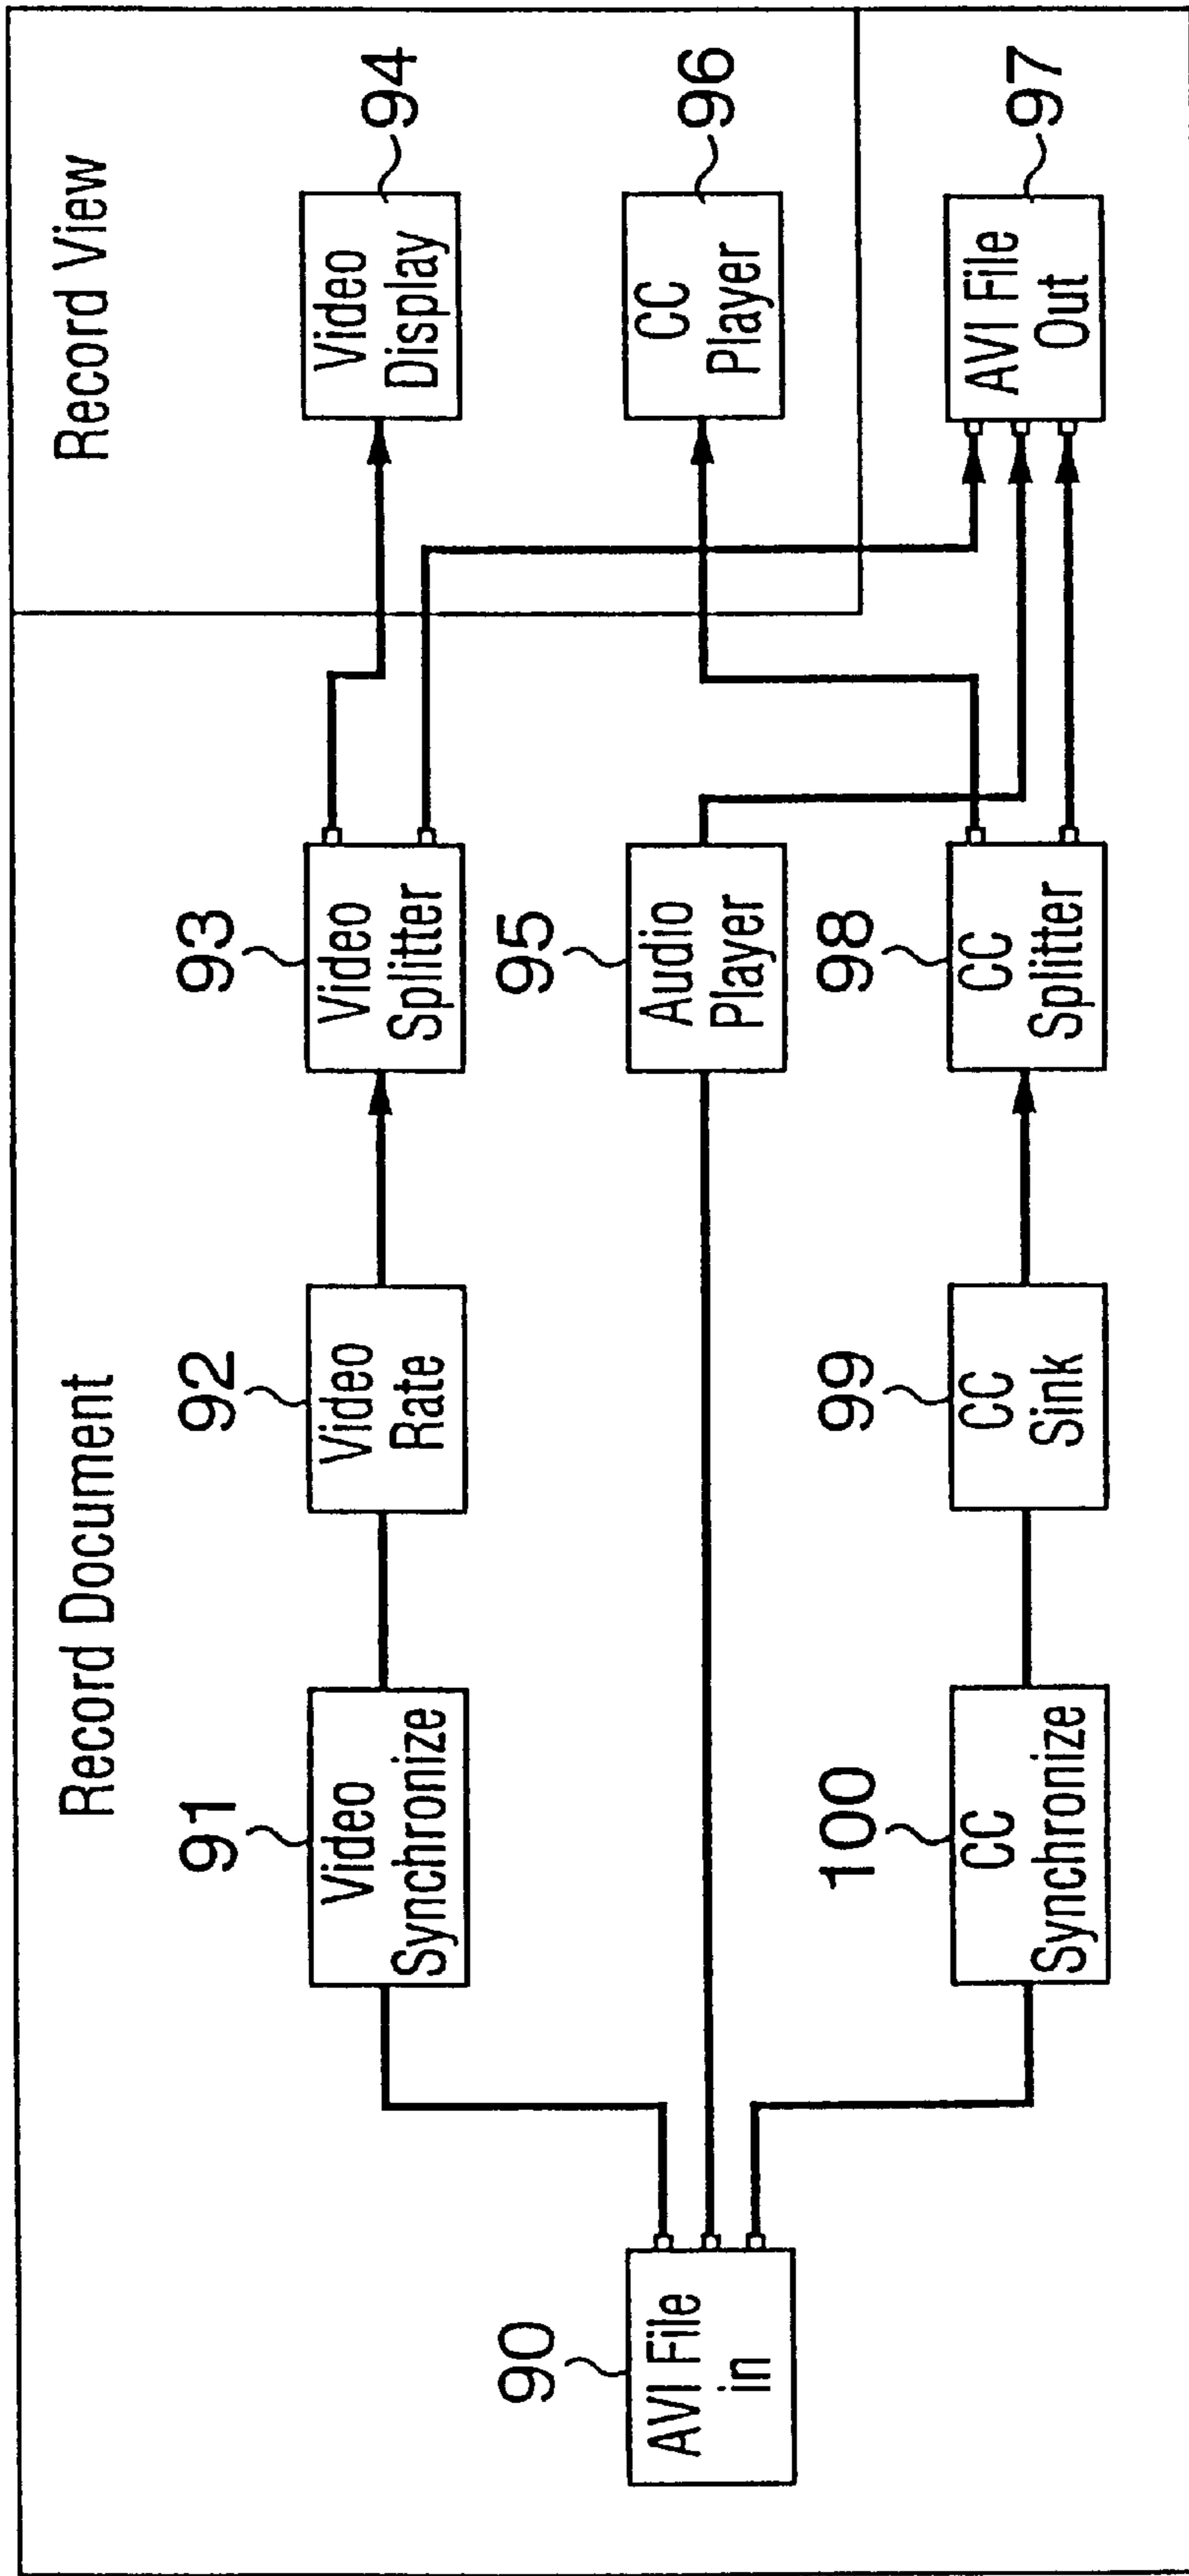 Record Document
Record View
90
AVI File
in
91
Video
Synchronize
92
Video
Rate
93
Video
Splitter
94
Video
Display
95
Audio
Player
96
CC
Player
100
CC
Synchronize
99
CC
Sink
98
CC
Splitter
97
AVI File
Out